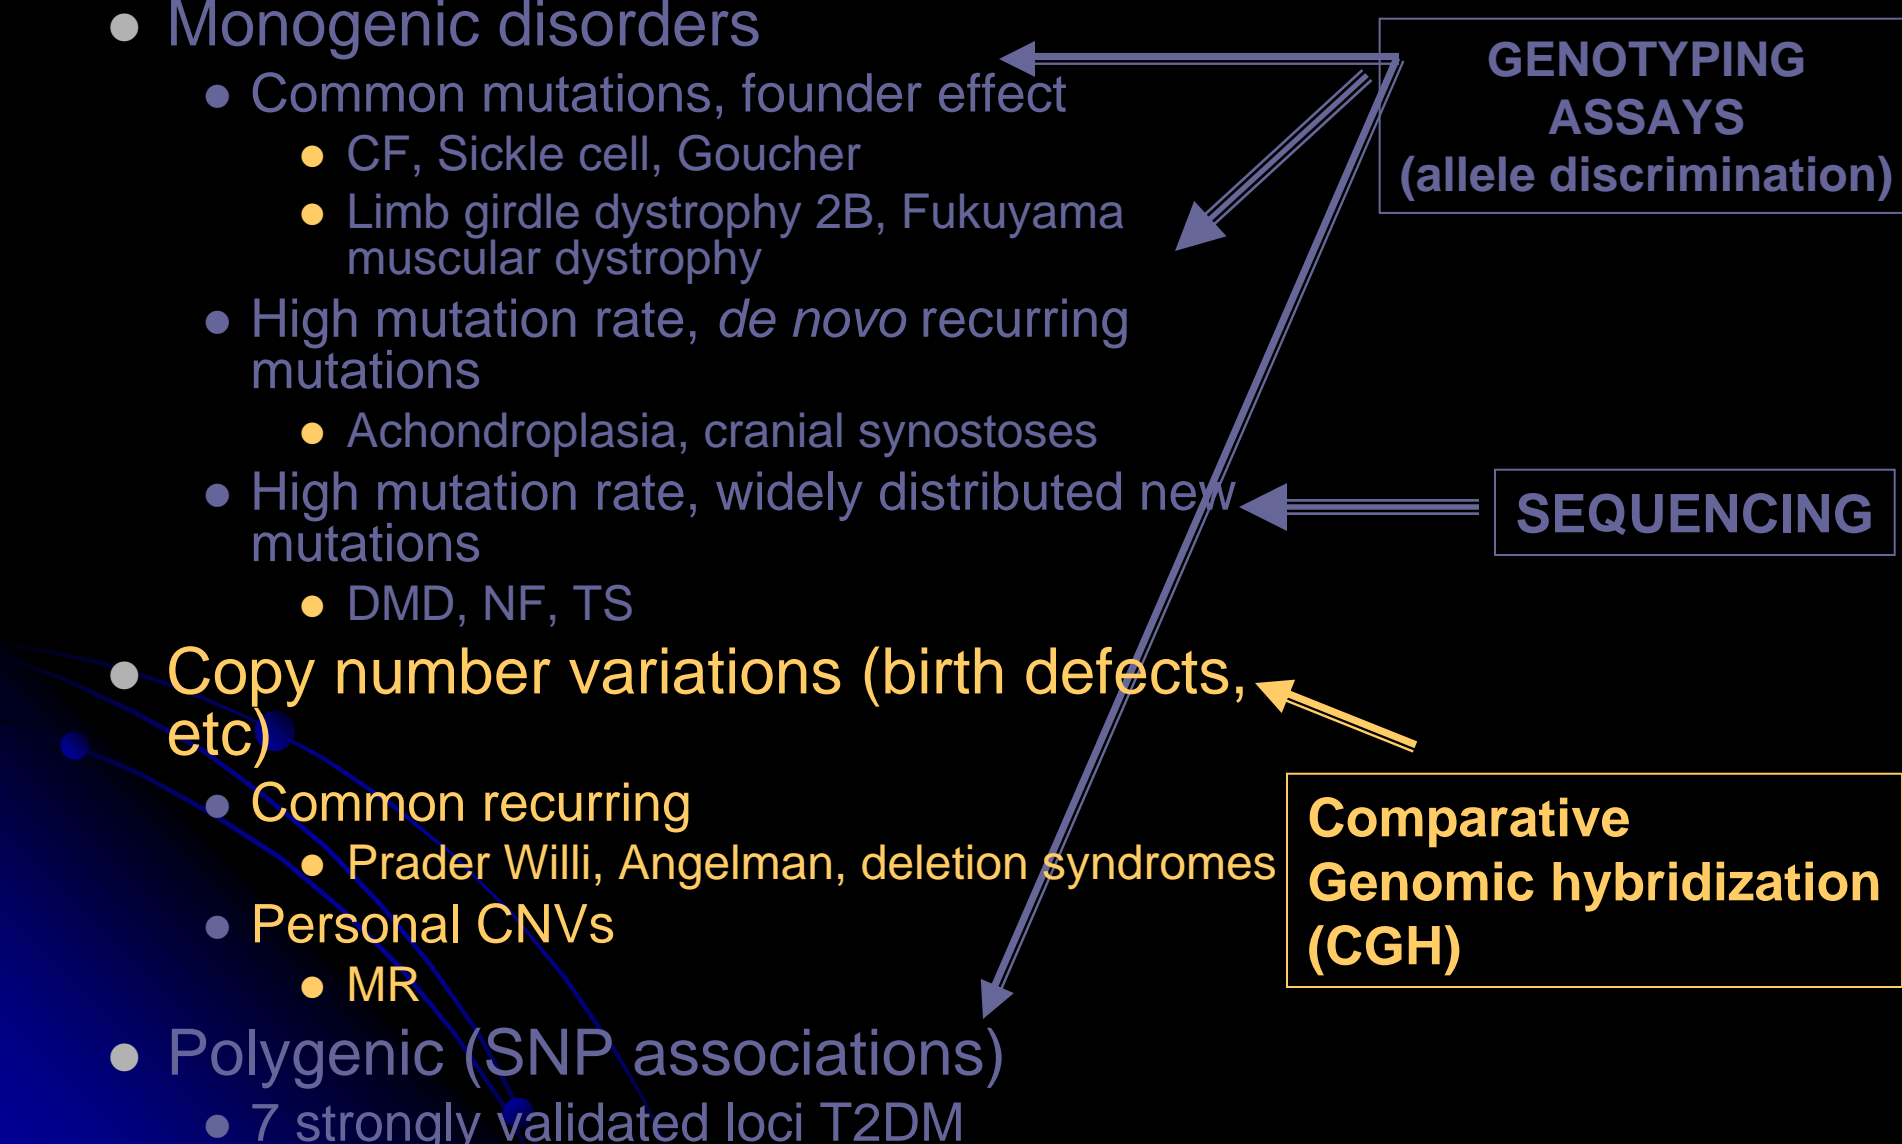 Monogenic disorders
Common mutations, founder effect
CF, Sickle cell, Goucher
Limb girdle dystrophy 2B, Fukuyama
muscular dystrophy
High mutation rate, de novo recurring
mutations
Achondroplasia, cranial synostoses
High mutation rate, widely distributed new
mutations
DMD, NF, TS
Copy number variations (birth defects,
etc)
Common recurring
Prader Willi, Angelman, deletion syndromes
Personal CNVs
MR
Polygenic (SNP associations)
7 strongly validated loci T2DM
GENOTYPING
ASSAYS
(allele discrimination)
SEQUENCING
Comparative
Genomic hybridization
(CGH)